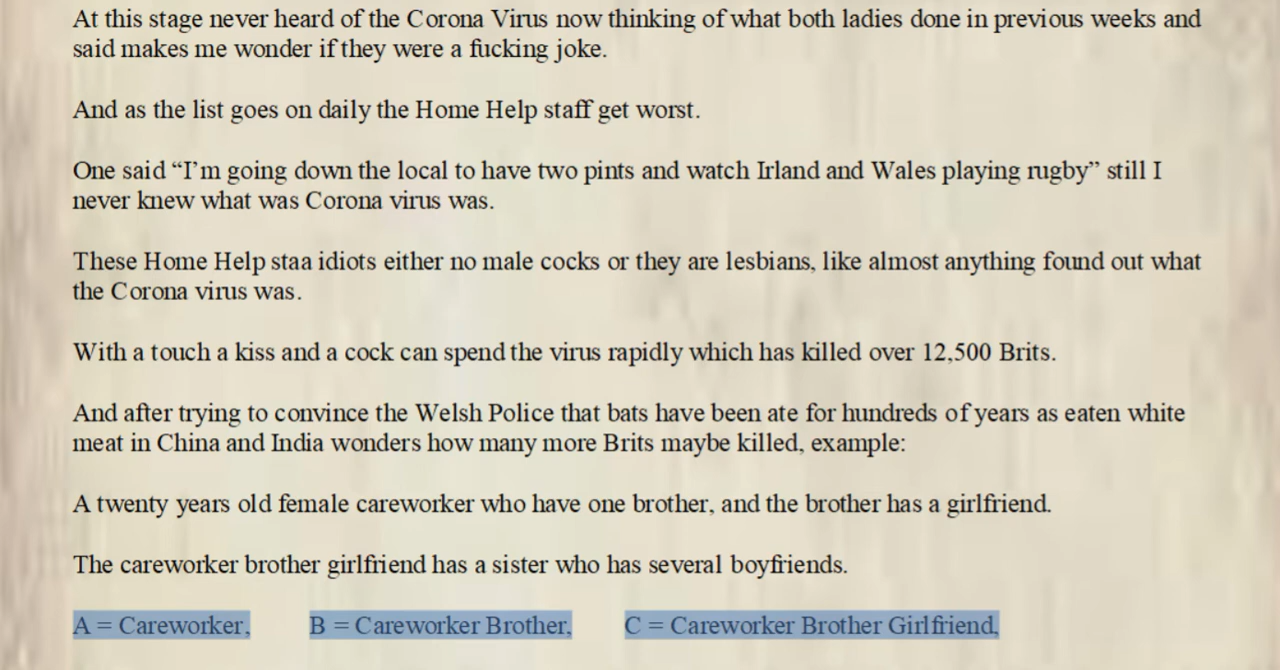 At this stage never heard of the Corona Virus now thinking of what both ladies done in previous weeks and
said makes me wonder if they were a fucking joke.
And as the list goes on daily the Home Help staff get worst.
One said “I’m going down the local to have two pints and watch Irland and Wales playing rugby” still I
never knew what was Corona virus was.
These Home Help staa idiots either no male cocks or they are lesbians, like almost anything found out what
the Corona virus was.
With a touch a kiss and a cock can spend the virus rapidly which has killed over 12,500 Brits.
And after trying to convince the Welsh Police that bats have been ate for hundreds of years as eaten white
meat in China and India wonders how many more Brits maybe killed, example:
A twenty years old female careworker who have one brother, and the brother has a girlfriend.
The careworker brother girlfriend has a sister who has several boyfriends.
A = Careworker, B = Careworker Brother, C = Careworker Brother Girlfriend,